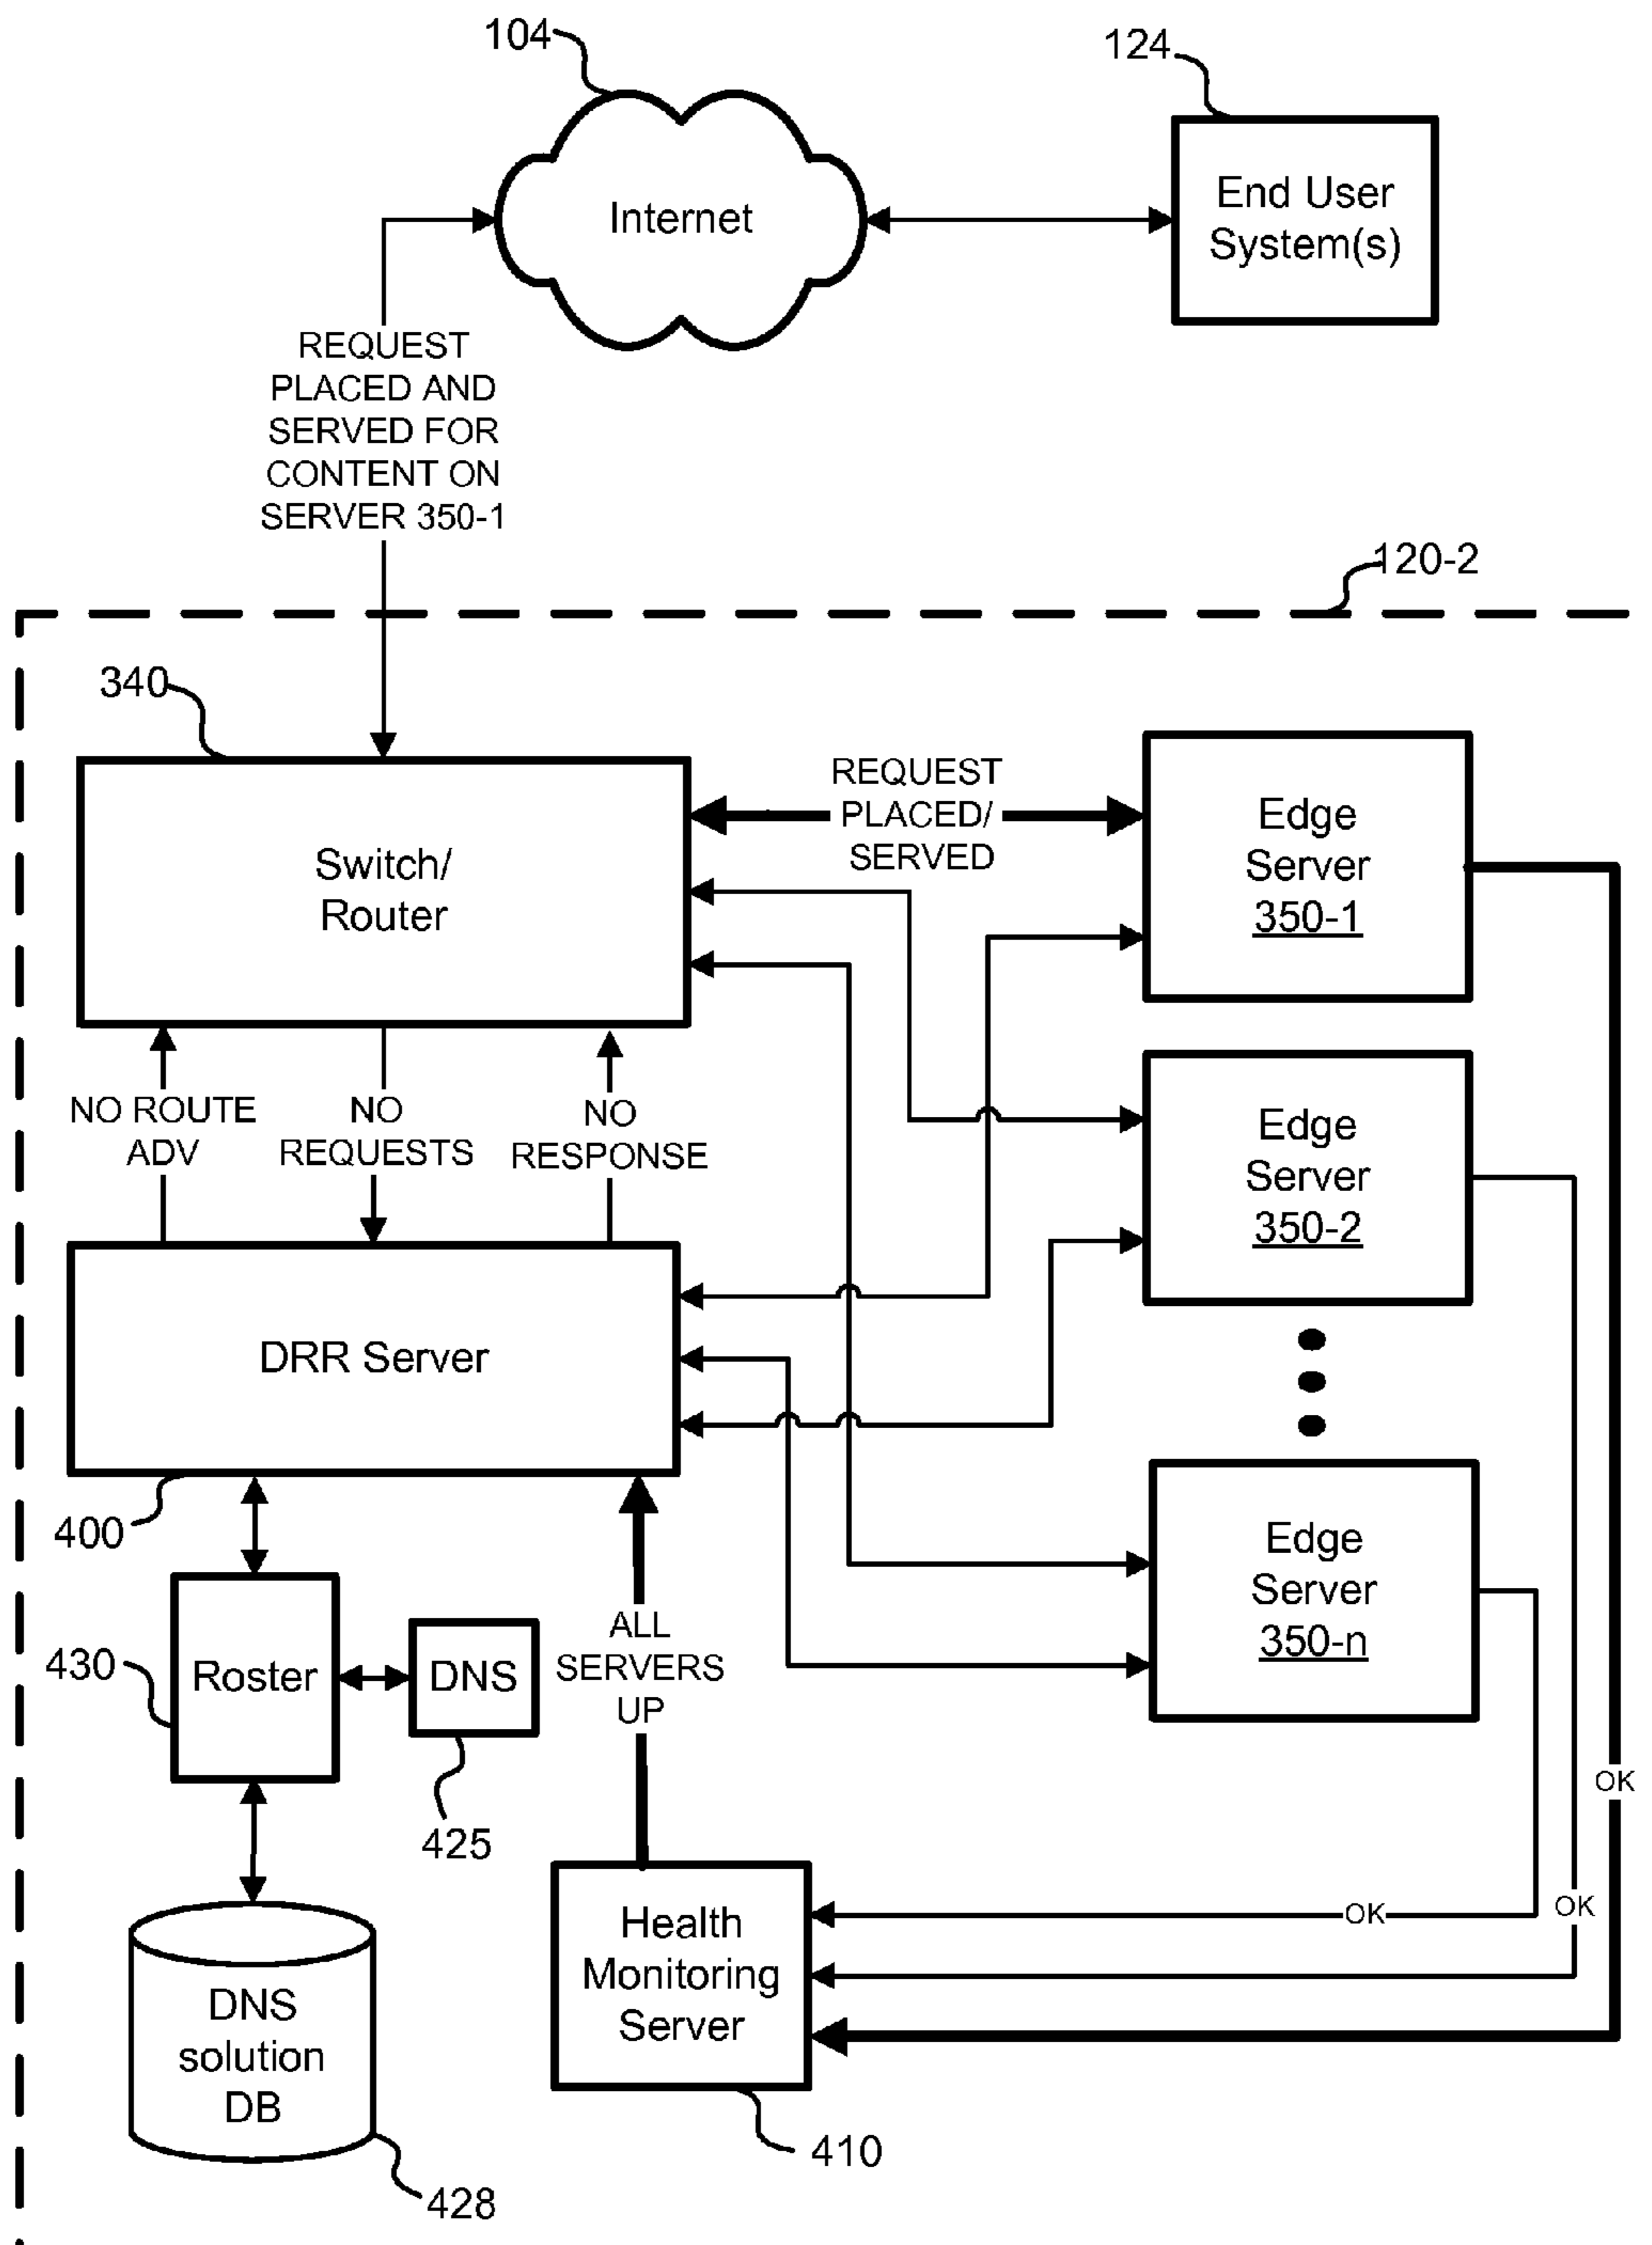 104
124
Internet
End User
System(s)
REQUEST
PLACED AND
SERVED FOR
CONTENT ON
SERVER 350-1
120-2
340
Switch/
Router
REQUEST
PLACED/
SERVED
Edge
Server
350-1
NO ROUTE
ADV
NO
REQUESTS
NO
RESPONSE
Edge
Server
350-2
DRR Server
400
Edge
Server
350-n
430
Roster
DNS
425
ALL
SERVERS
UP
OK
OK
OK
Health
Monitoring
Server
410
DNS
solution
DB
428